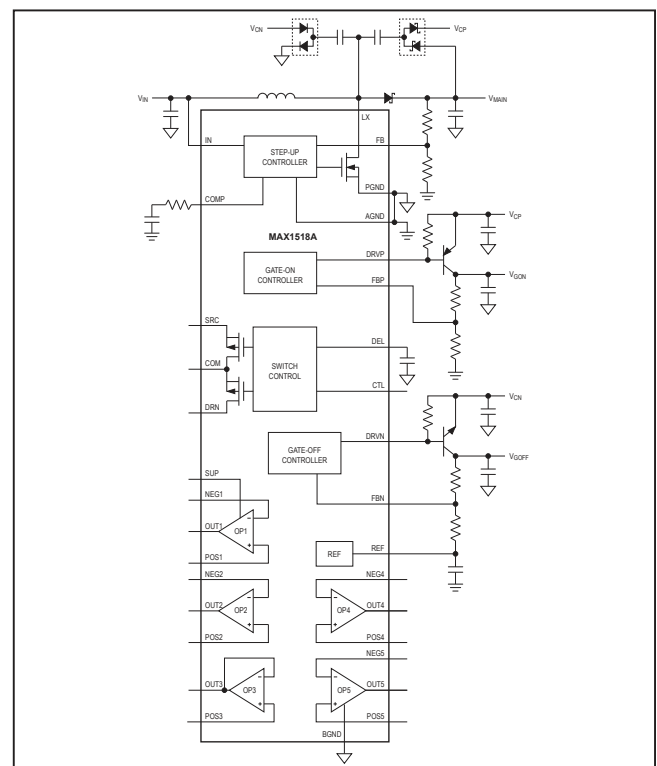 VCN
VCP
VIN
VMAIN
LX
IN
STEP-UP
CONTROLLER
FB
COMP
PGND
AGND
MAX1518A
VCP
GATE-ON
CONTROLLER
DRVP
FBP
VGON
SRC
COM
DRN
SWITCH
CONTROL
DEL
CTL
VCN
GATE-OFF
CONTROLLER
DRVN
FBN
VGOFF
SUP
NEG1
OUT1
OP1
POS1
REF
REF
NEG2
OUT2
OP2
POS2
NEG4
OP4
OUT4
POS4
OUT3
OP3
POS3
NEG5
OP5
OUT5
POS5
BGND